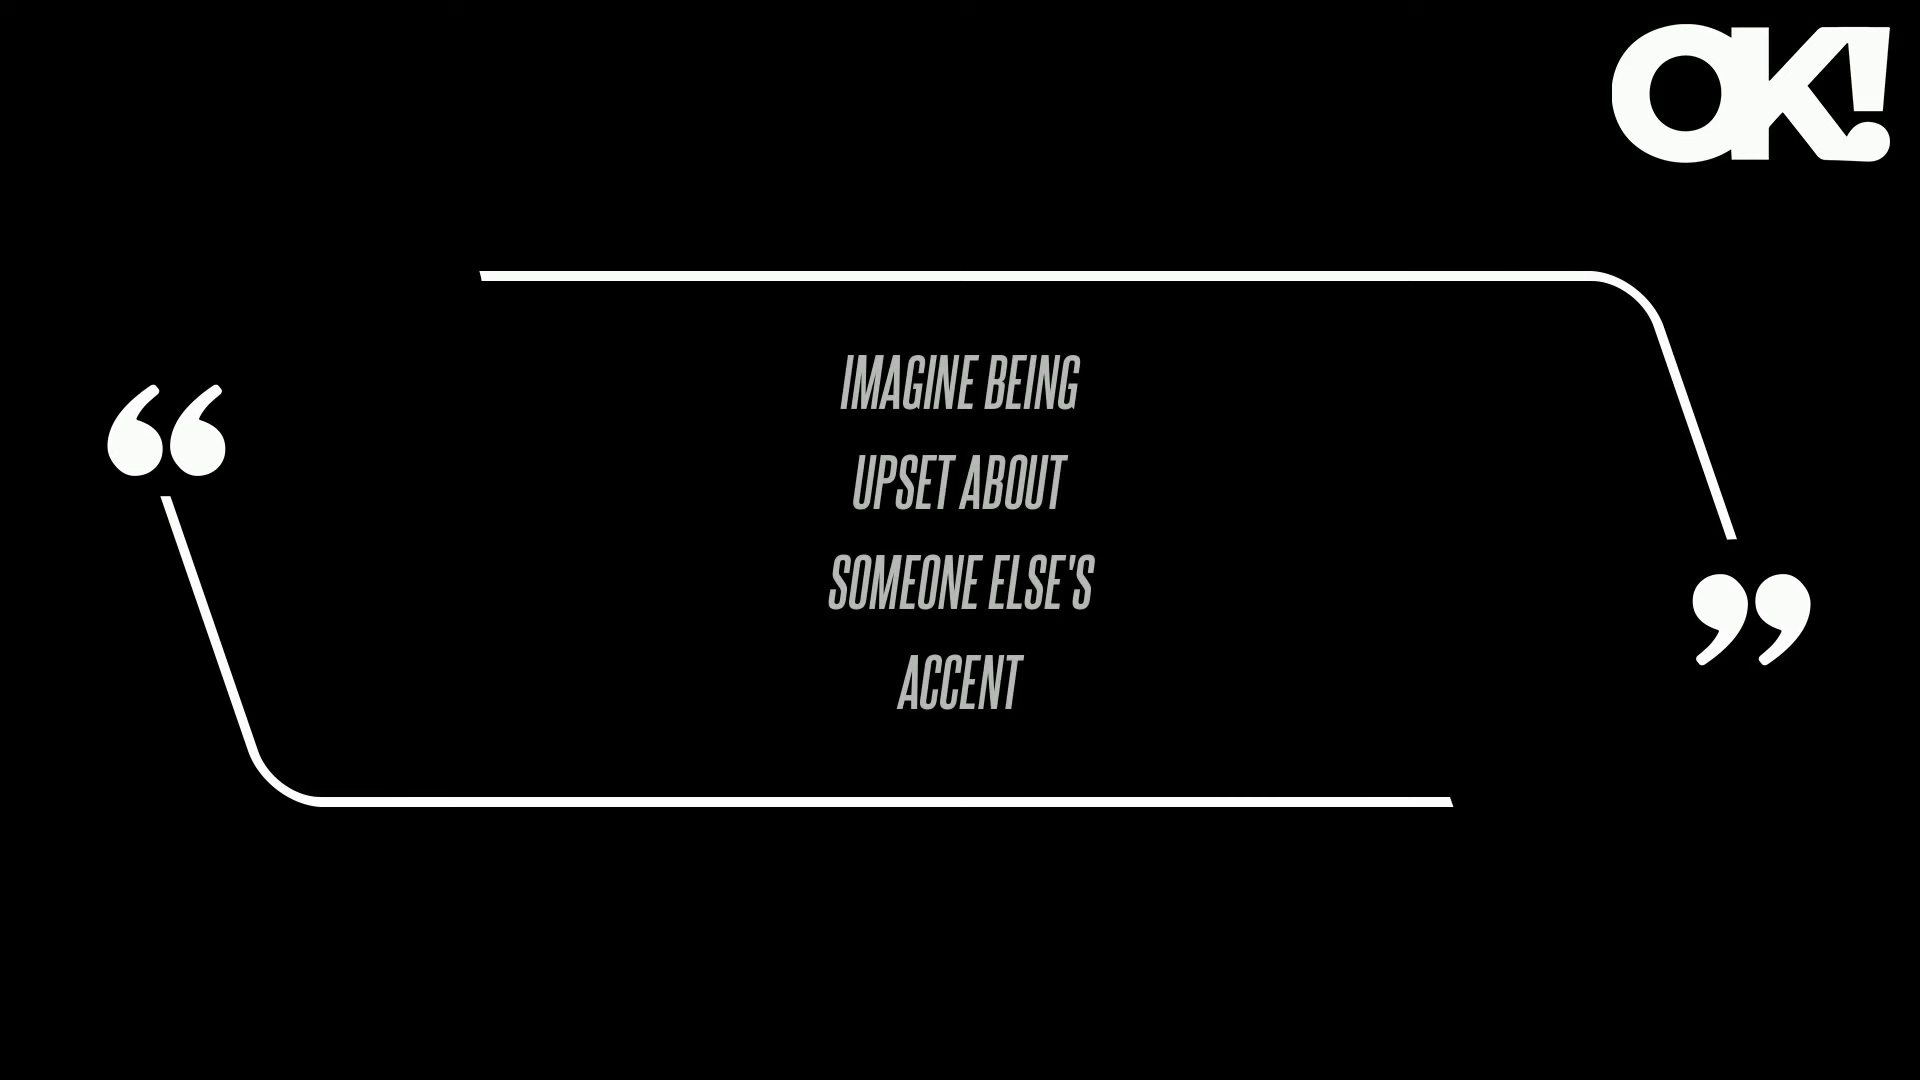 OK!
“
IMAGINE BEING
UPSET ABOUT
SOMEONE ELSE'S
ACCENT
”